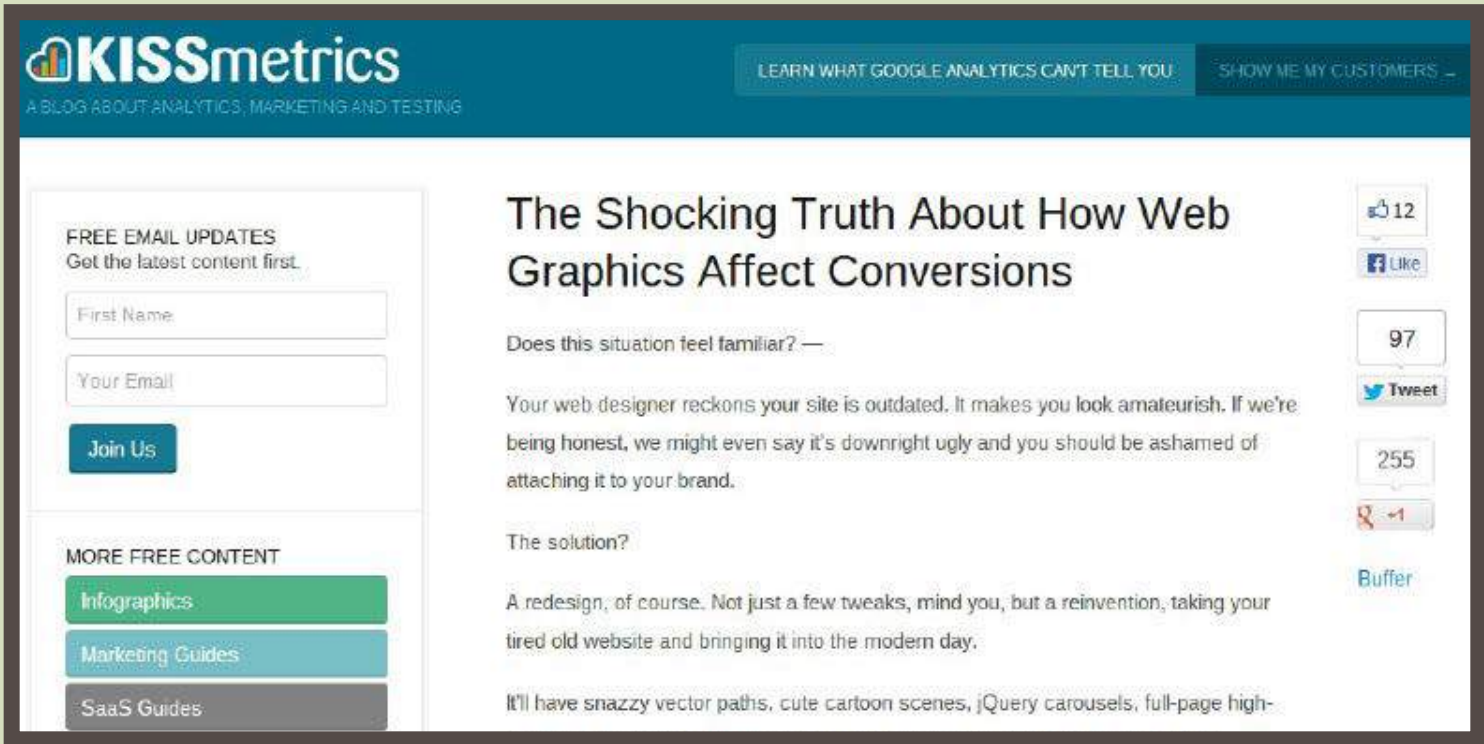 KISSmetrics
A BLOG ABOUT ANALYTICS, MARKETING AND TESTING
LEARN WHAT GOOGLE ANALYTICS CAN'T TELL YOU
SHOW ME MY CUSTOMERS →
FREE EMAIL UPDATES
Get the latest content first.
First Name
Your Email
Join Us
MORE FREE CONTENT
Infographics
Marketing Guides
SaaS Guides
The Shocking Truth About How Web
Graphics Affect Conversions
Does this situation feel familiar? —
Your web designer reckons your site is outdated. It makes you look amateurish. If we're
being honest, we might even say it's downright ugly and you should be ashamed of
attaching it to your brand.
The solution?
A redesign, of course. Not just a few tweaks, mind you, but a reinvention, taking your
tired old website and bringing it into the modern day.
It'll have snazzy vector paths, cute cartoon scenes, jQuery carousels, full-page high-
12
Like
97
Tweet
255
+1
Buffer